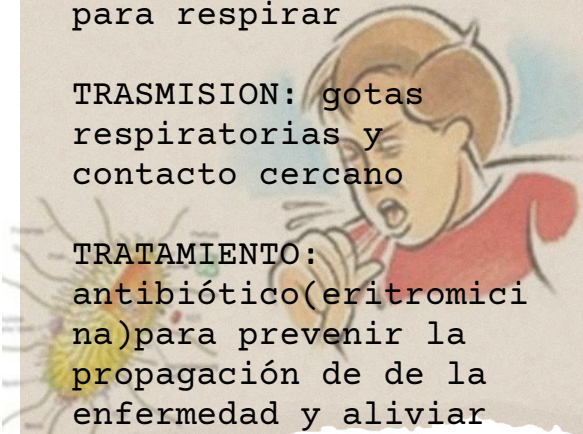 para respirar
TRASMISION: gotas
respiratorias y
contacto cercano
TRATAMIENTO:
antibiótico(eritromici
na)para prevenir la
propagación de de la
enfermedad y aliviar